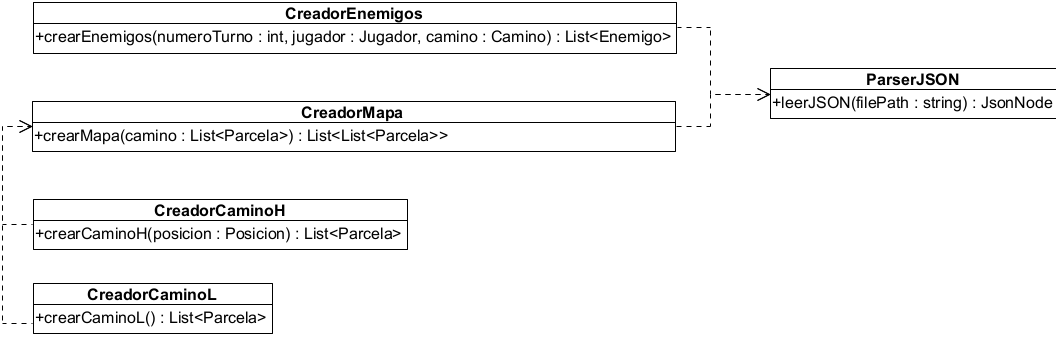 CreadorEnemigos
+crearEnemigos(numeroTurno : int, jugador : Jugador, camino : Camino) : List<Enemigo>
ParserJSON
+leerJSON(filePath : string) : JsonNode
CreadorMapa
+crearMapa(camino : List<Parcela>) : List<List<Parcela>>
CreadorCaminoH
+crearCaminoH(posicion : Posicion) : List<Parcela>
CreadorCaminoL
+crearCaminoL() : List<Parcela>